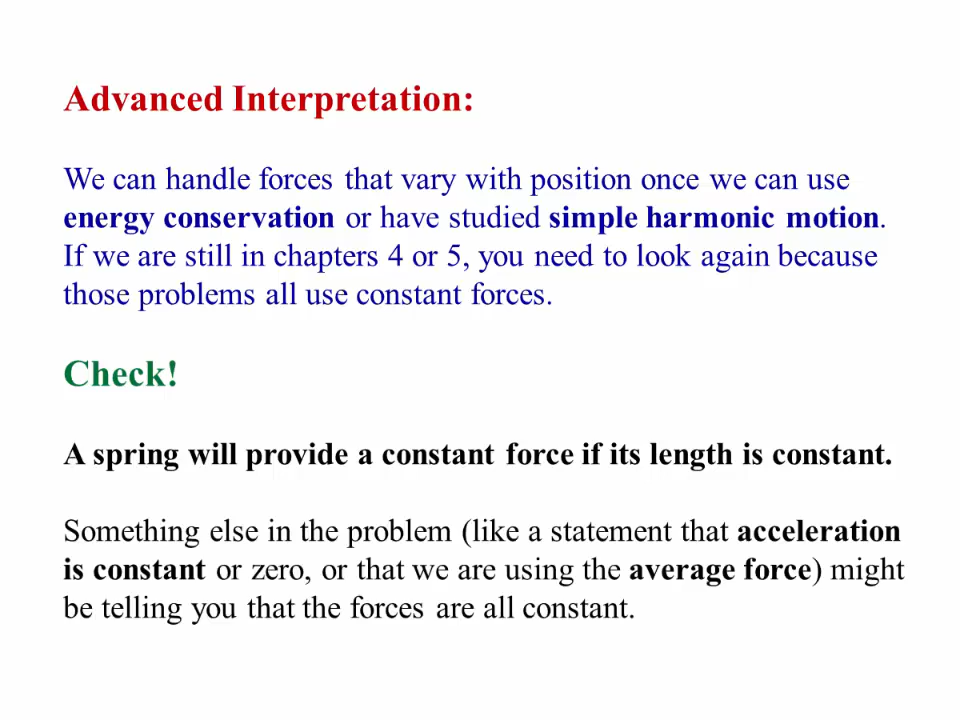 Advanced Interpretation:
We can handle forces that vary with position once we can use
energy conservation or have studied simple harmonic motion.
If we are still in chapters 4 or 5, you need to look again because
those problems all use constant forces.
Check!
A spring will provide a constant force if its length is constant.
Something else in the problem (like a statement that acceleration
is constant or zero, or that we are using the average force) might
be telling you that the forces are all constant.